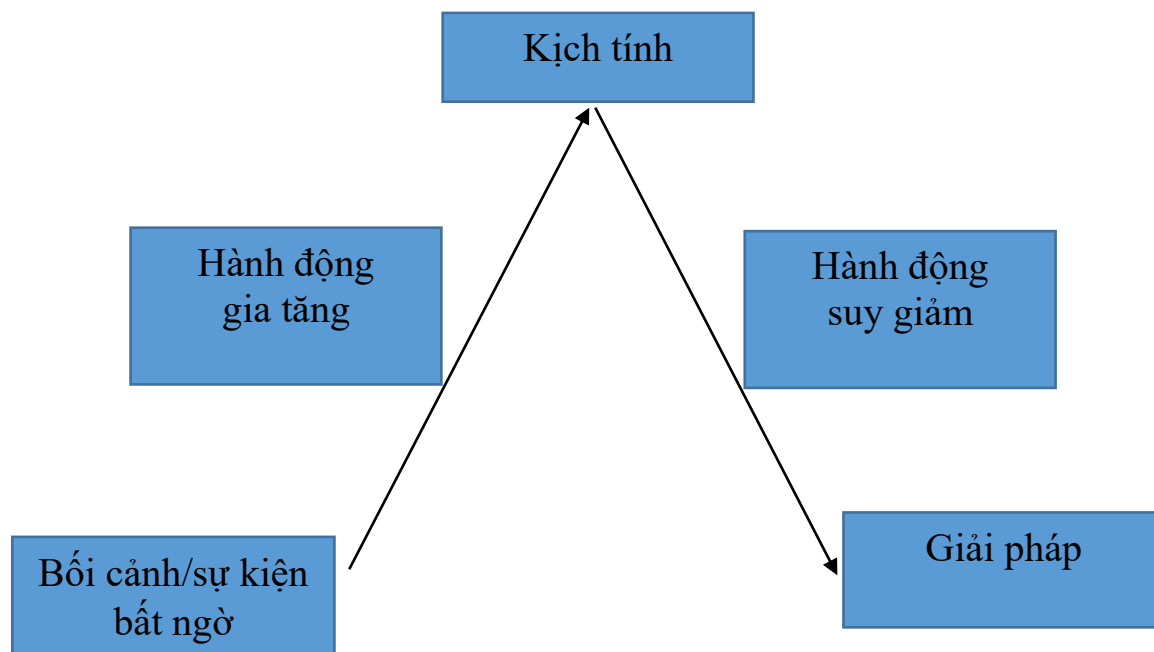 Kịch tính
Hành động
gia tăng
Hành động
suy giảm
Bối cảnh/sự kiện
bất ngờ
Giải pháp